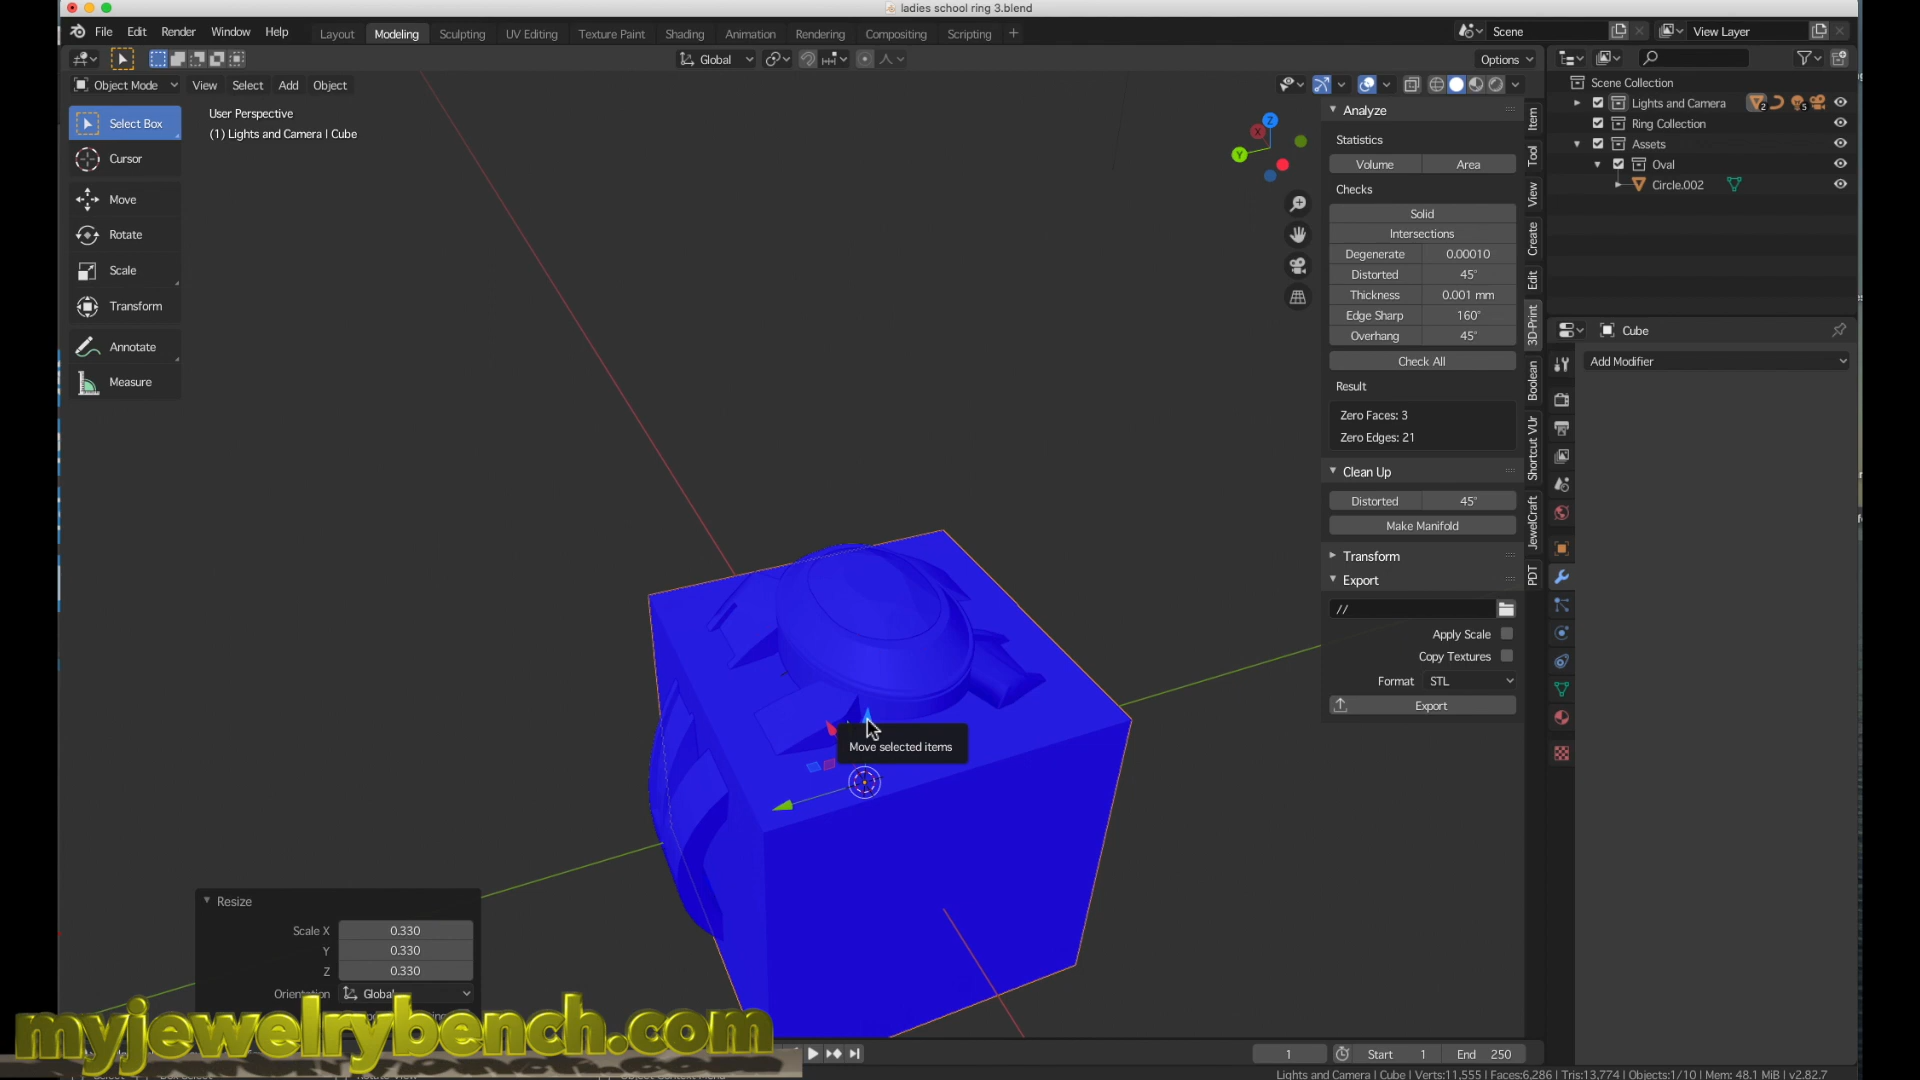 ladies school ring 3.blend
File Edit Render Window Help Layout Modeling Sculpting UV Editing Texture Paint Shading Animation Rendering Compositing Scripting + Scene View Layer
Global Options
Object Mode View Select Add Object
User Perspective
(1) Lights and Camera | Cube
Select Box
Cursor
Move
Rotate
Scale
Transform
Annotate
Measure
X
Y
Z
Analyze
Statistics
Volume Area
Checks
Solid
Intersections
Degenerate 0.00010
Distorted 45°
Thickness 0.001 mm
Edge Sharp 160°
Overhang 45°
Check All
Result
Zero Faces: 3
Zero Edges: 21
Clean Up
Distorted 45°
Make Manifold
Transform
Export
//
Apply Scale
Copy Textures
Format STL
Export
Item
Tool
View
Create
Edit
3D-Print
Boolean
Shortcut VUr
JewelCraft
PDT
Scene Collection
Lights and Camera 2 5
Ring Collection
Assets
Oval
Circle.002
Cube
Add Modifier
Move selected items
Resize
Scale X 0.330
Y 0.330
Z 0.330
Orientation Global
myjewelrybench.com
1 Start 1 End 250
Lights and Camera | Cube | Verts:11,555 | Faces:6,286 | Tris:13,774 | Objects:1/10 | Mem: 48.1 MiB | v2.82.7